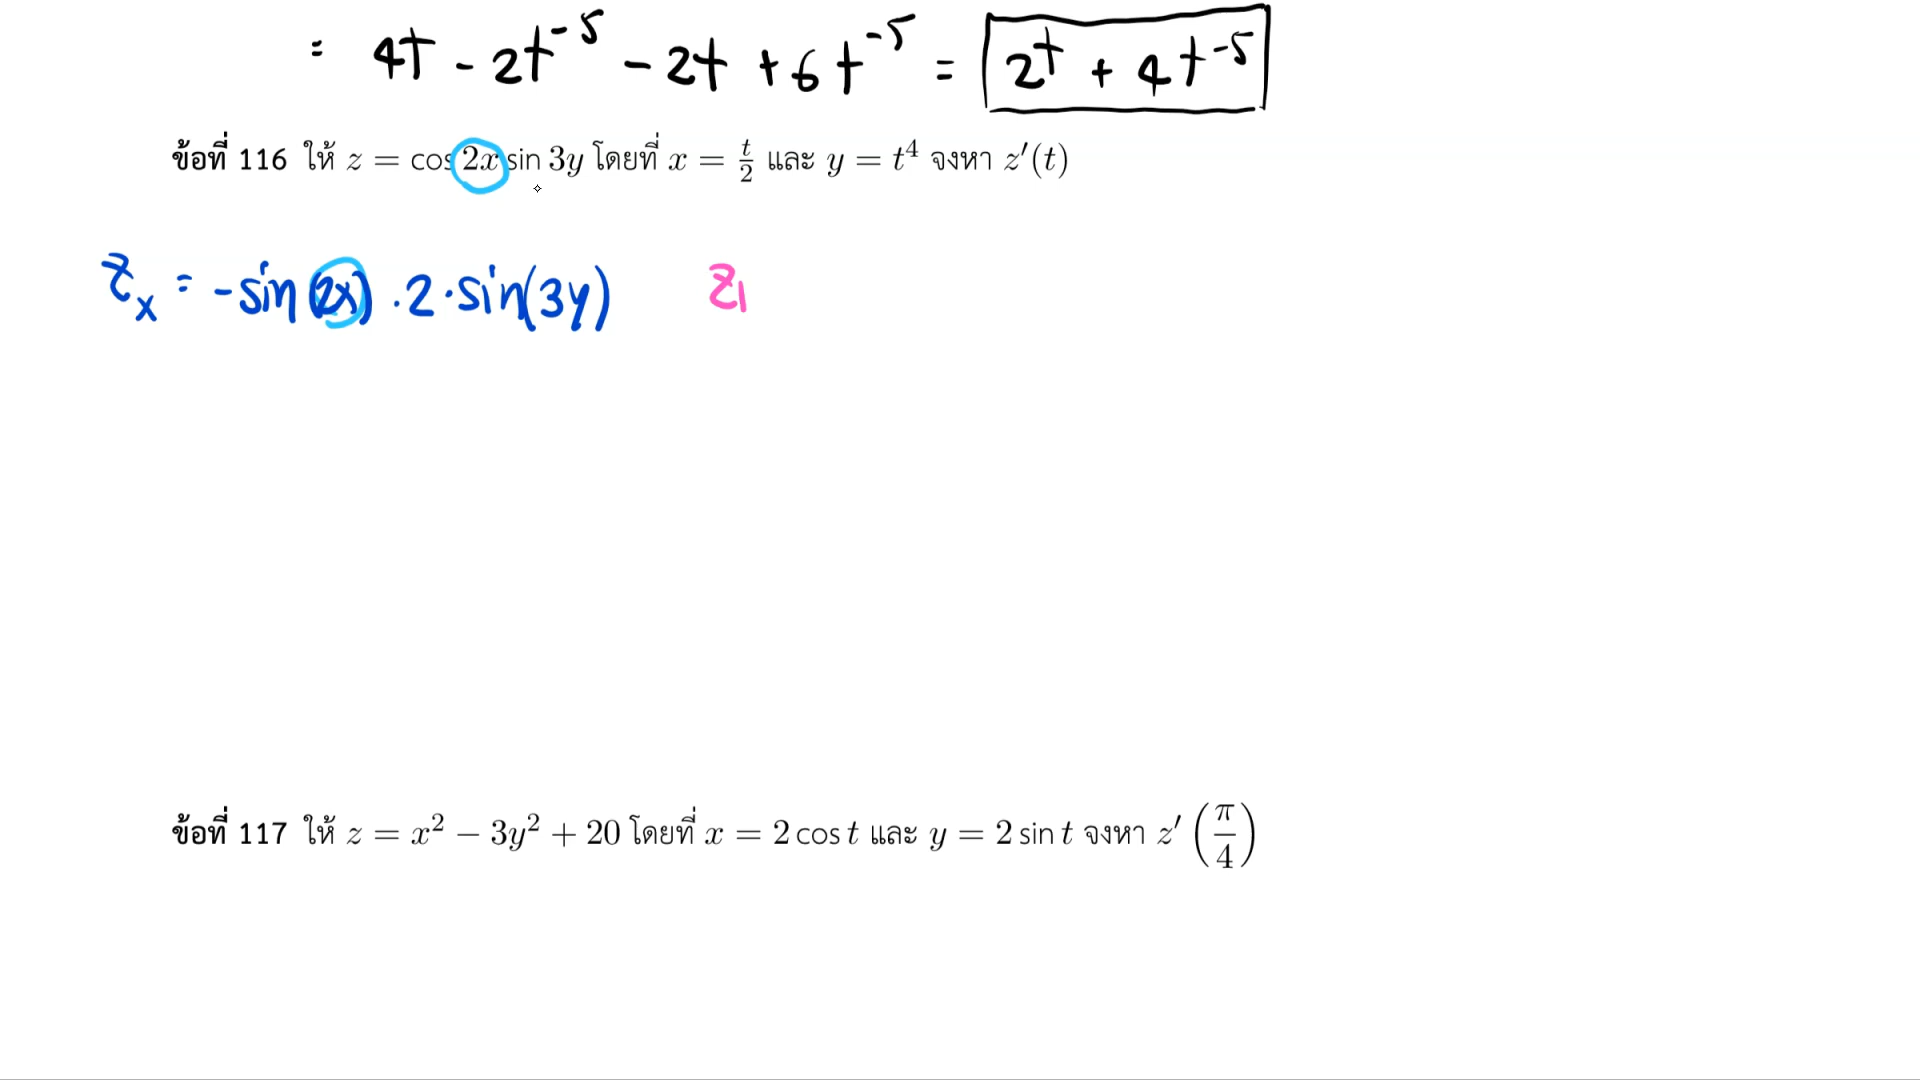 = 4t - 2t⁻⁵ - 2t + 6t⁻⁵ = 2t + 4t⁻⁵
ข้อที่ 116 ให้ z = cos 2x sin 3y โดยที่ x = t/2 และ y = t⁴ จงหา z′(t)
zₓ = -sin(2x) · 2 · sin(3y) z₁
ข้อที่ 117 ให้ z = x² − 3y² + 20 โดยที่ x = 2 cos t และ y = 2 sin t จงหา z′(π/4)